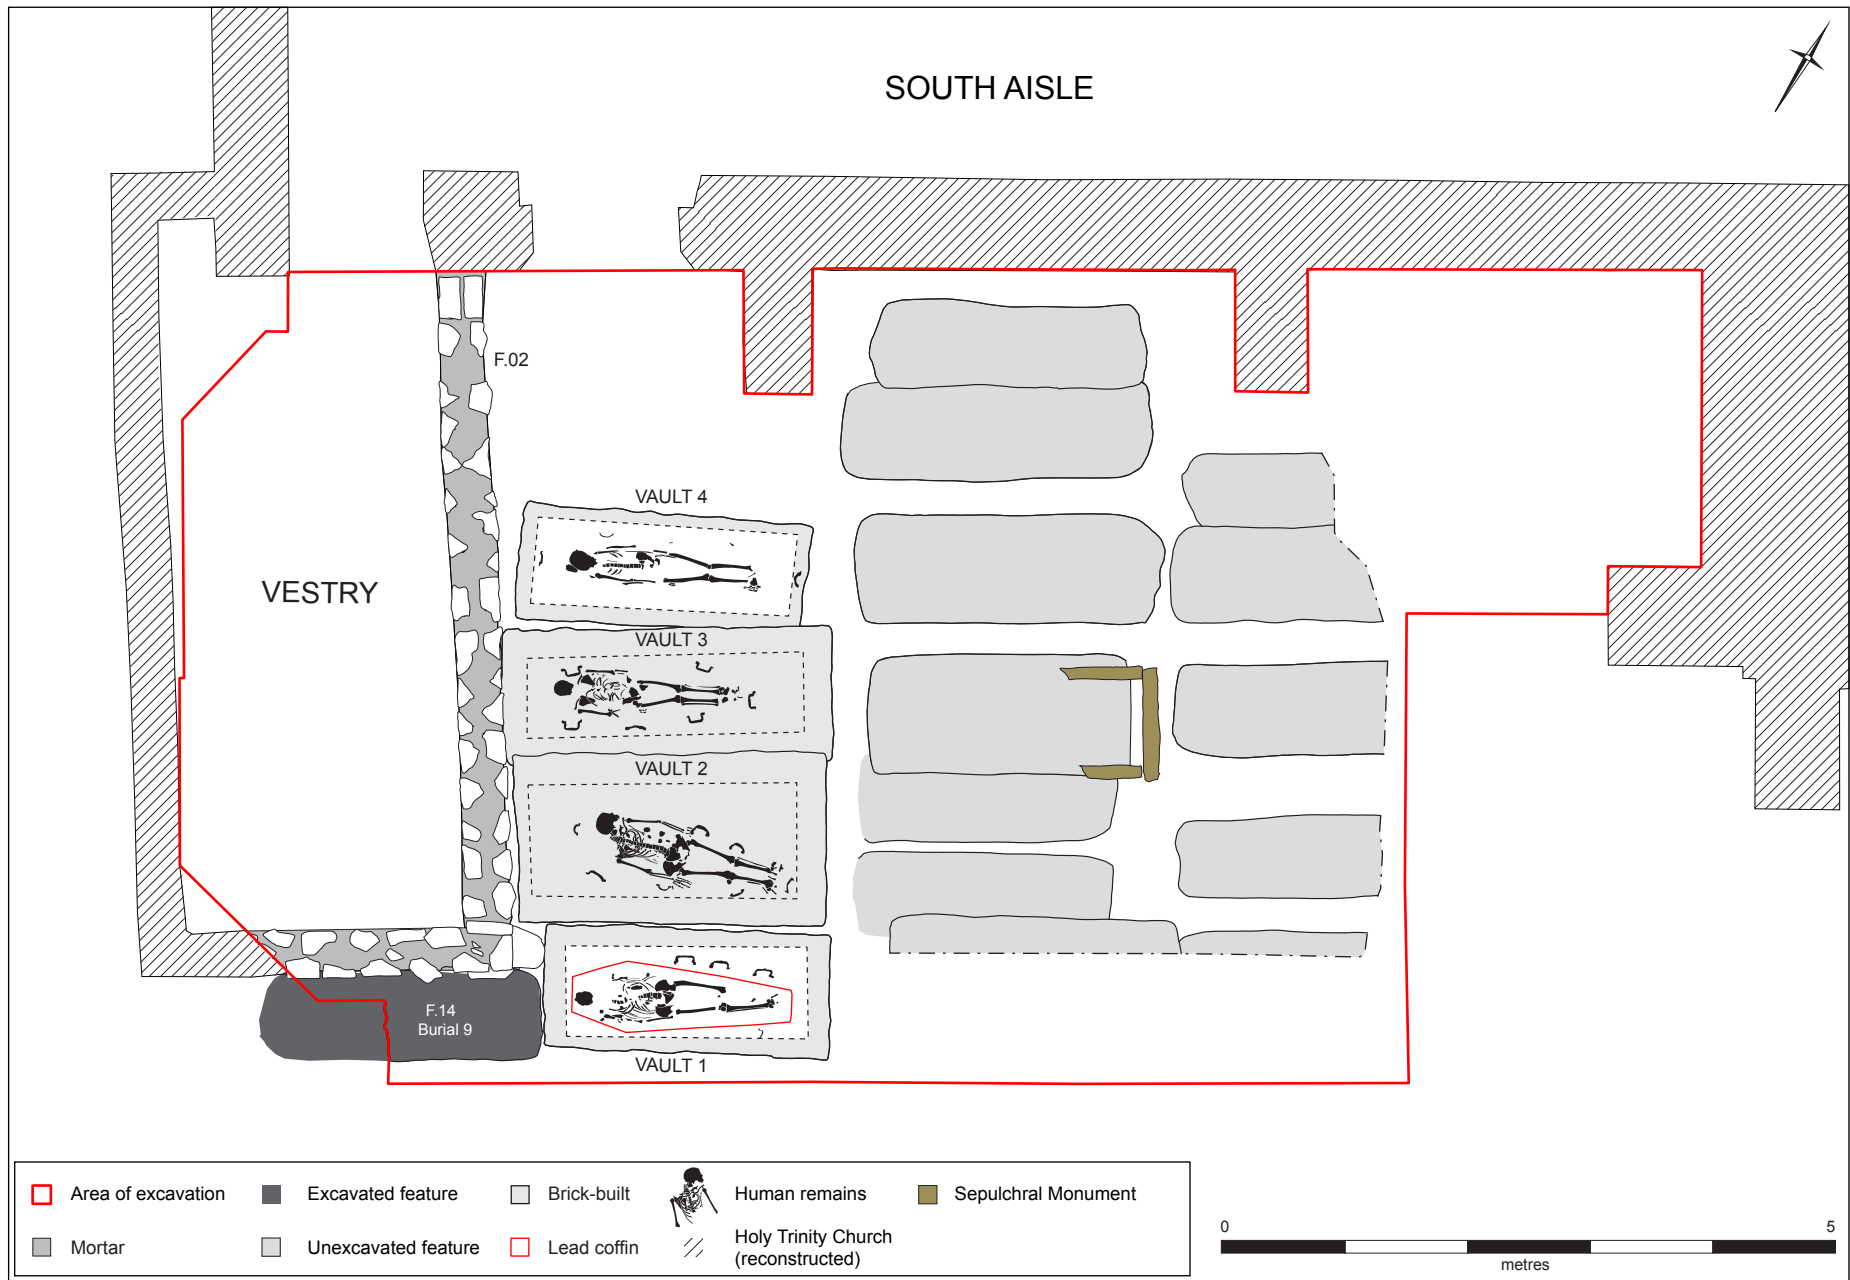 SOUTH AISLE
F.02
VAULT 4
VESTRY
VAULT 3
VAULT 2
F.14
Burial 9
VAULT 1
Area of excavation
Excavated feature
Brick-built
Human remains
Sepulchral Monument
Mortar
Unexcavated feature
Lead coffin
Holy Trinity Church
(reconstructed)
0 5
metres